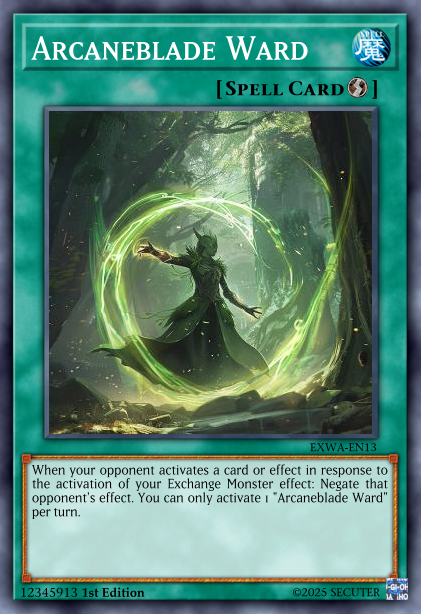 ARCANEBLADE WARD
魔
[SPELL CARD]
EXWA-EN13
When your opponent activates a card or effect in response to
the activation of your Exchange Monster effect: Negate that
opponent's effect. You can only activate 1 "Arcaneblade Ward"
per turn.
12345913 1st Edition
©2025 SECUTER